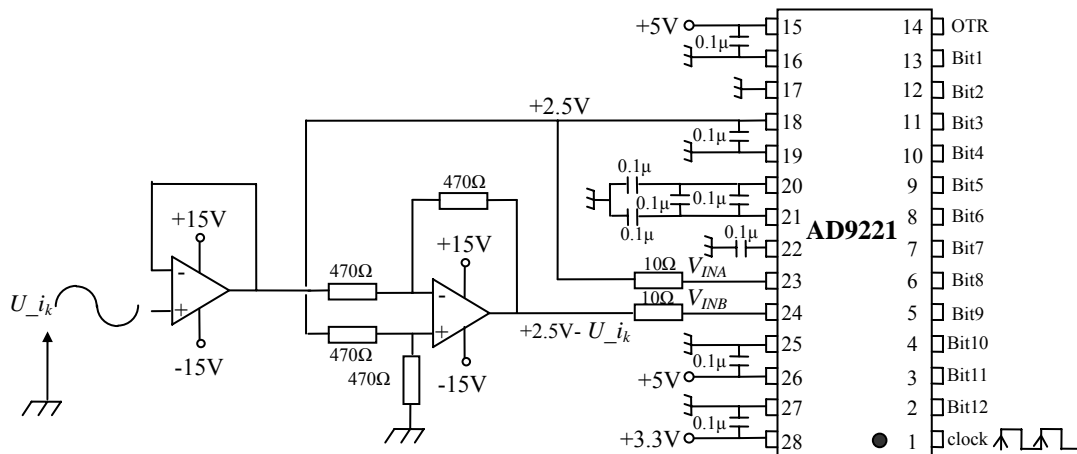 +5V
0.1μ
15
14
OTR
16
13
Bit1
17
12
Bit2
+2.5V
18
11
Bit3
0.1μ
19
10
Bit4
0.1μ
20
9
Bit5
0.1μ
0.1μ
0.1μ
21
8
Bit6
AD9221
0.1μ
22
7
Bit7
10Ω
V_INA
23
6
Bit8
10Ω
V_INB
24
5
Bit9
470Ω
+15V
+15V
470Ω
-
-
U_i_k
+
+
+2.5V- U_i_k
-15V
470Ω
470Ω
-15V
25
4
Bit10
0.1μ
+5V
26
3
Bit11
27
2
Bit12
0.1μ
+3.3V
28
1
clock